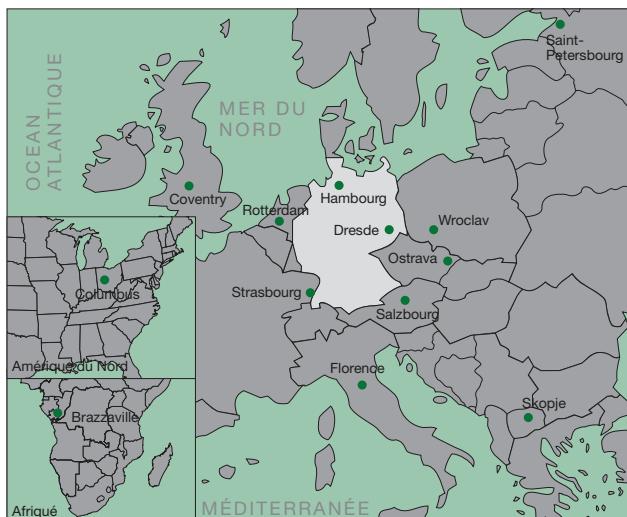 Saint-
Petersbourg
OCEAN
ATLANTIQUE
MER DU
NORD
Coventry
Hambourg
Rotterdam
Dresde
Wroclav
Ostrava
Strasbourg
Salzbourg
Columbus
Amérique du Nord
Florence
Skopje
Brazzaville
Afriqué
MÉDITERRANÉE